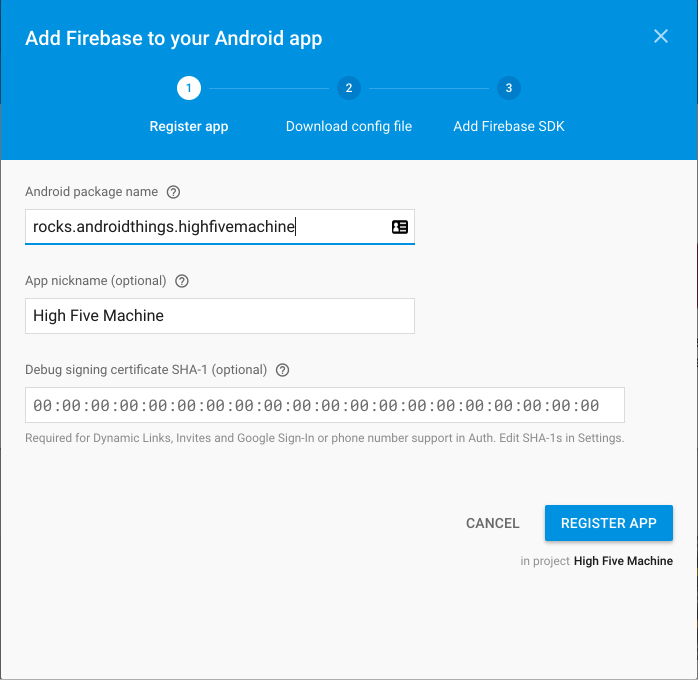 Add Firebase to your Android app
1 2 3
Register app Download config file Add Firebase SDK
Android package name ?
rocks.androidthings.highfivemachine
App nickname (optional) ?
High Five Machine
Debug signing certificate SHA-1 (optional) ?
00:00:00:00:00:00:00:00:00:00:00:00:00:00:00:00:00:00:00:00
Required for Dynamic Links, Invites and Google Sign-In or phone number support in Auth. Edit SHA-1s in Settings.
CANCEL REGISTER APP
in project High Five Machine